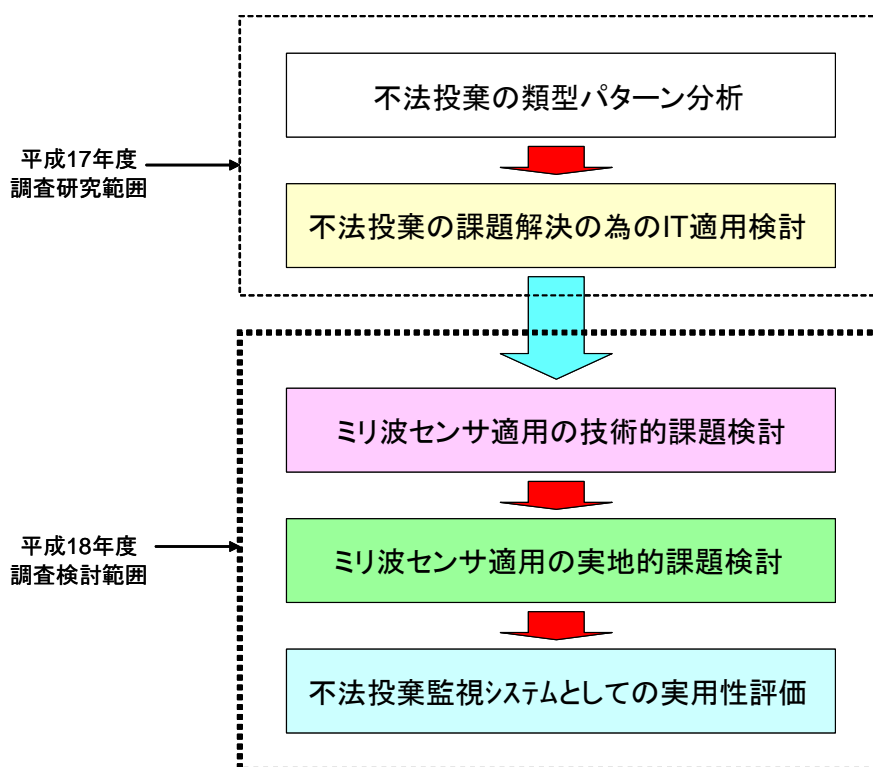 不法投棄の類型パターン分析
平成17年度
調査研究範囲
不法投棄の課題解決の為のIT適用検討
ミリ波センサ適用の技術的課題検討
平成18年度
調査検討範囲
ミリ波センサ適用の実地的課題検討
不法投棄監視システムとしての実用性評価